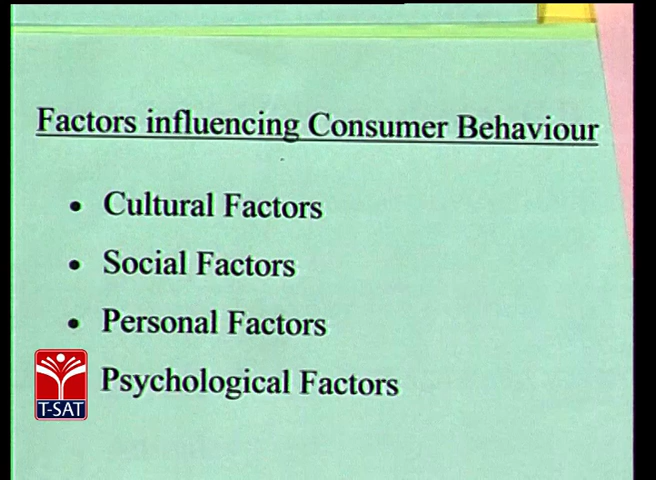 Factors influencing Consumer Behaviour
• Cultural Factors
• Social Factors
• Personal Factors
Psychological Factors
T-SAT